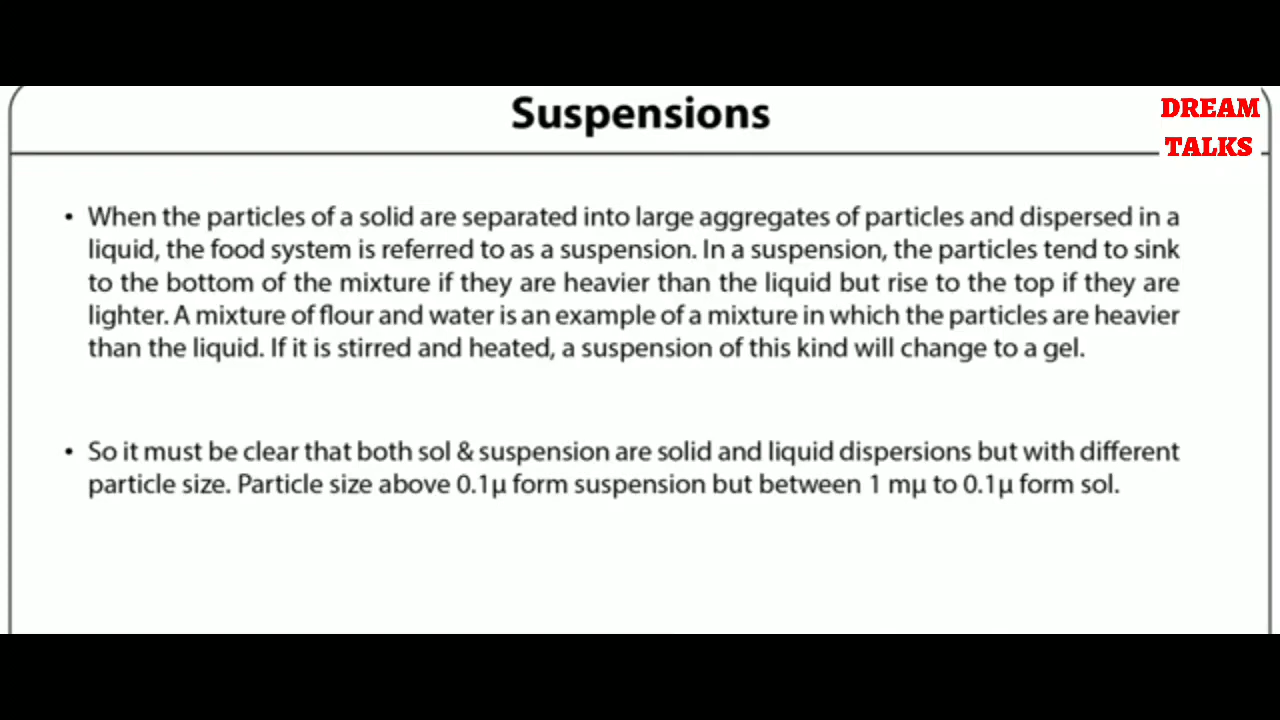 Suspensions
DREAM
TALKS
• When the particles of a solid are separated into large aggregates of particles and dispersed in a
liquid, the food system is referred to as a suspension. In a suspension, the particles tend to sink
to the bottom of the mixture if they are heavier than the liquid but rise to the top if they are
lighter. A mixture of flour and water is an example of a mixture in which the particles are heavier
than the liquid. If it is stirred and heated, a suspension of this kind will change to a gel.
• So it must be clear that both sol & suspension are solid and liquid dispersions but with different
particle size. Particle size above 0.1μ form suspension but between 1 mμ to 0.1μ form sol.